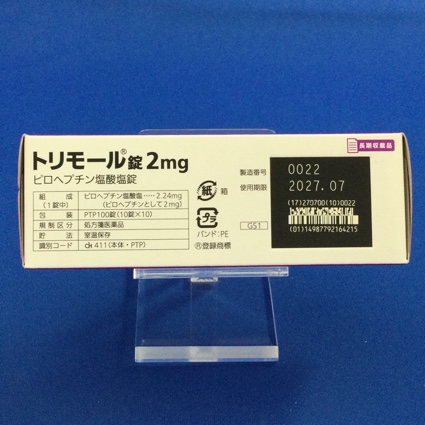 長期収載品
トリモール®錠2mg
ピロヘプチン塩酸塩錠
組成(1錠中) ピロヘプチン塩酸塩……2.24mg
(ピロヘプチンとして2mg)
包装 PTP100錠(10錠×10)
規制区分 処方箋医薬品
貯法 室温保存
識別コード ch 411(本体・PTP)
紙 箱
プラ
バンド:PE
GS1
®登録商標
製造番号 0022
使用期限 2027.07
(17)270700(10)0022
(01)14987792164215